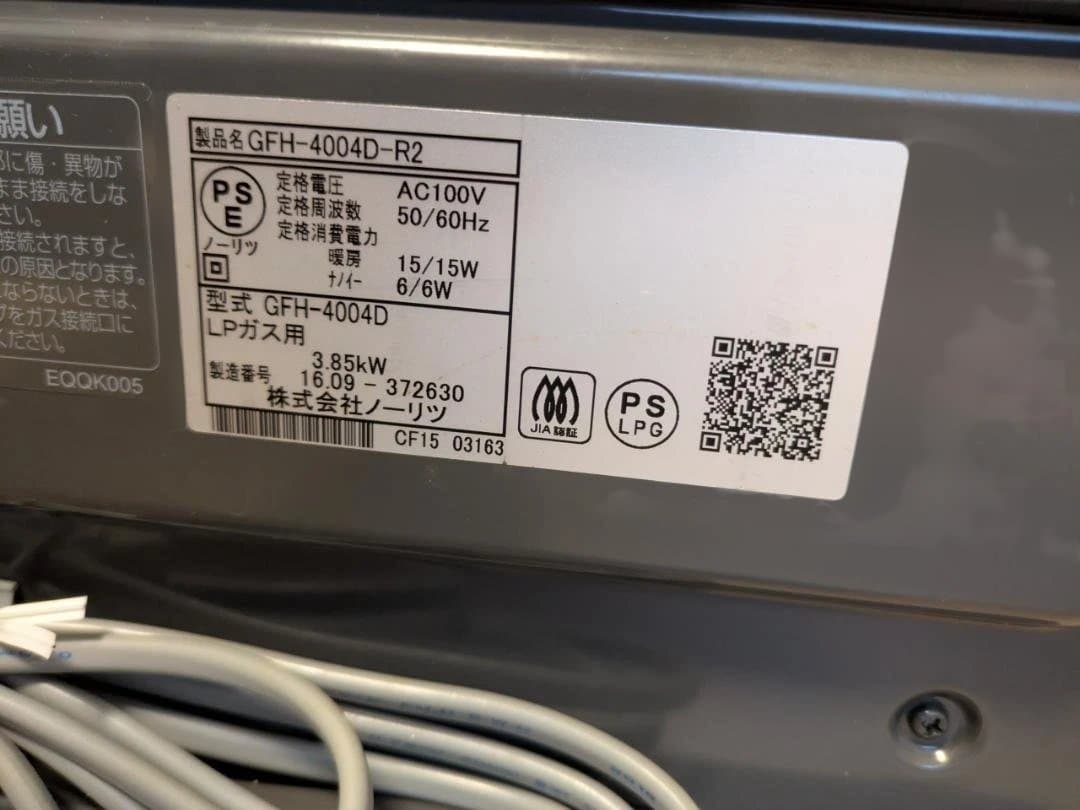 願い
に傷・異物が
まま接続をしな
さい。
接続されますと、
の原因となります。
ならないときは、
をガス接続口に
ください。
EQQK005
製品名 GFH-4004D-R2
PS
E
ノーリツ
定格電圧 AC100V
定格周波数 50/60Hz
定格消費電力
暖房 15/15W
ナノイー 6/6W
型式 GFH-4004D
LPガス用
3.85kW
製造番号 16.09 - 372630
株式会社ノーリツ
CF15 03163
JIA 認証
PS
LPG